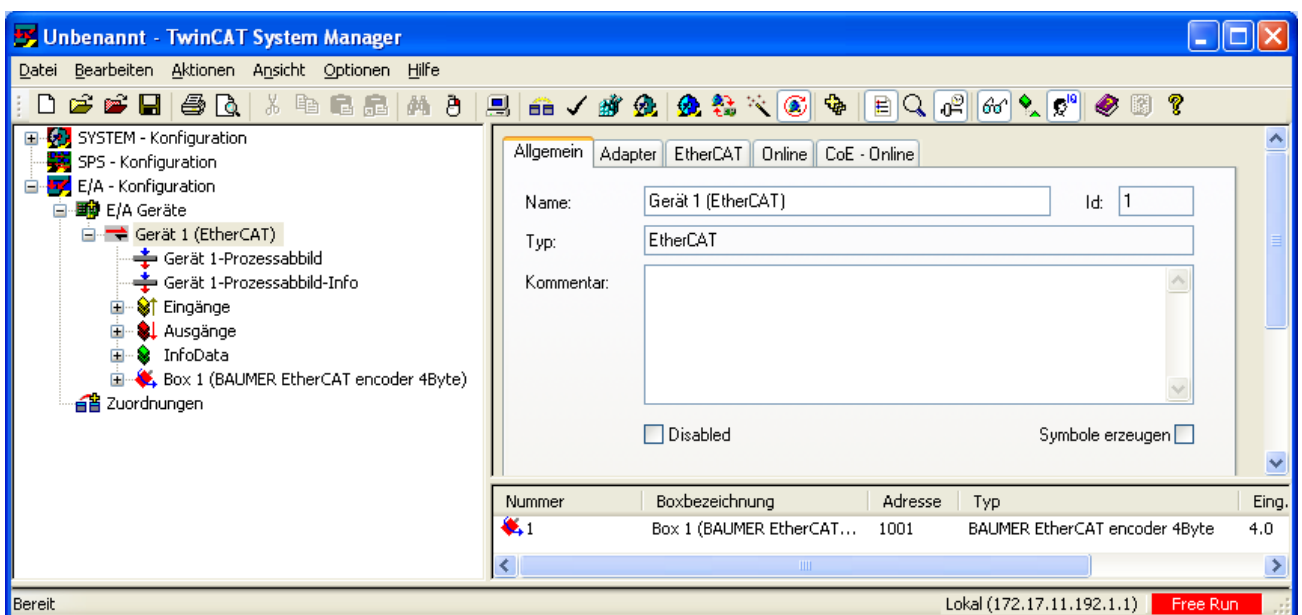 Unbenannt - TwinCAT System Manager
Datei Bearbeiten Aktionen Ansicht Optionen Hilfe
SYSTEM - Konfiguration
SPS - Konfiguration
E/A - Konfiguration
E/A Geräte
Gerät 1 (EtherCAT)
Gerät 1-Prozessabbild
Gerät 1-Prozessabbild-Info
Eingänge
Ausgänge
InfoData
Box 1 (BAUMER EtherCAT encoder 4Byte)
Zuordnungen
Allgemein Adapter EtherCAT Online CoE - Online
Name: Gerät 1 (EtherCAT) Id: 1
Typ: EtherCAT
Kommentar:
Disabled Symbole erzeugen
Nummer Boxbezeichnung Adresse Typ Eing.
1 Box 1 (BAUMER EtherCAT... 1001 BAUMER EtherCAT encoder 4Byte 4.0
Bereit Lokal (172.17.11.192.1.1) Free Run